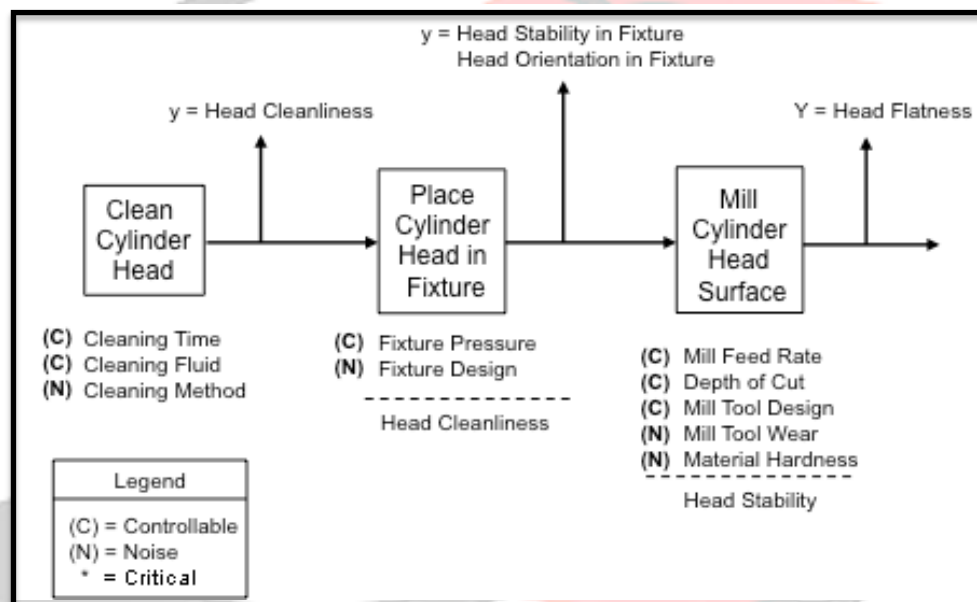 y = Head Stability in Fixture
Head Orientation in Fixture
y = Head Cleanliness
Y = Head Flatness
Clean
Cylinder
Head
Place
Cylinder
Head in
Fixture
Mill
Cylinder
Head
Surface
(C) Cleaning Time
(C) Cleaning Fluid
(N) Cleaning Method
(C) Fixture Pressure
(N) Fixture Design
Head Cleanliness
(C) Mill Feed Rate
(C) Depth of Cut
(C) Mill Tool Design
(N) Mill Tool Wear
(N) Material Hardness
Head Stability
Legend
(C) = Controllable
(N) = Noise
* = Critical